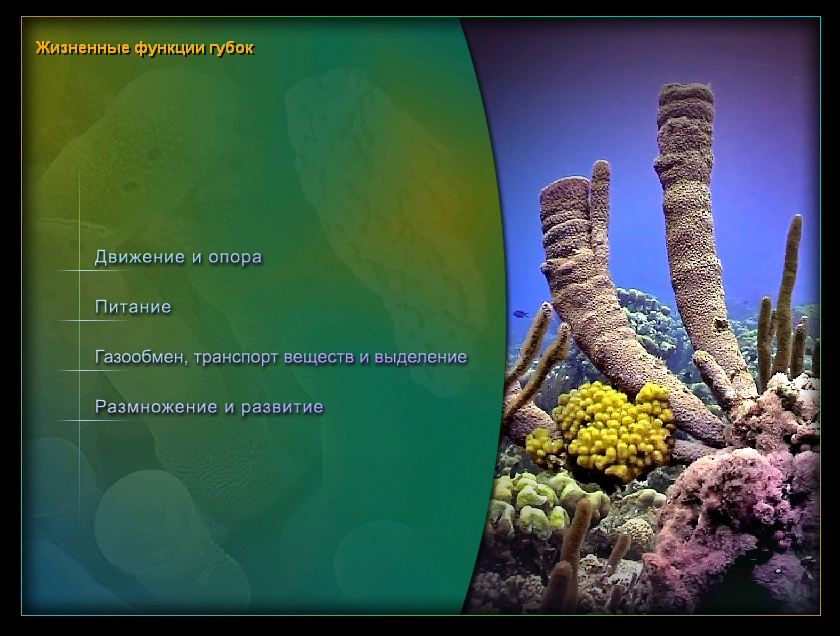 Жизненные функции губок
Движение и опора
Питание
Газообмен, транспорт веществ и выделение
Размножение и развитие